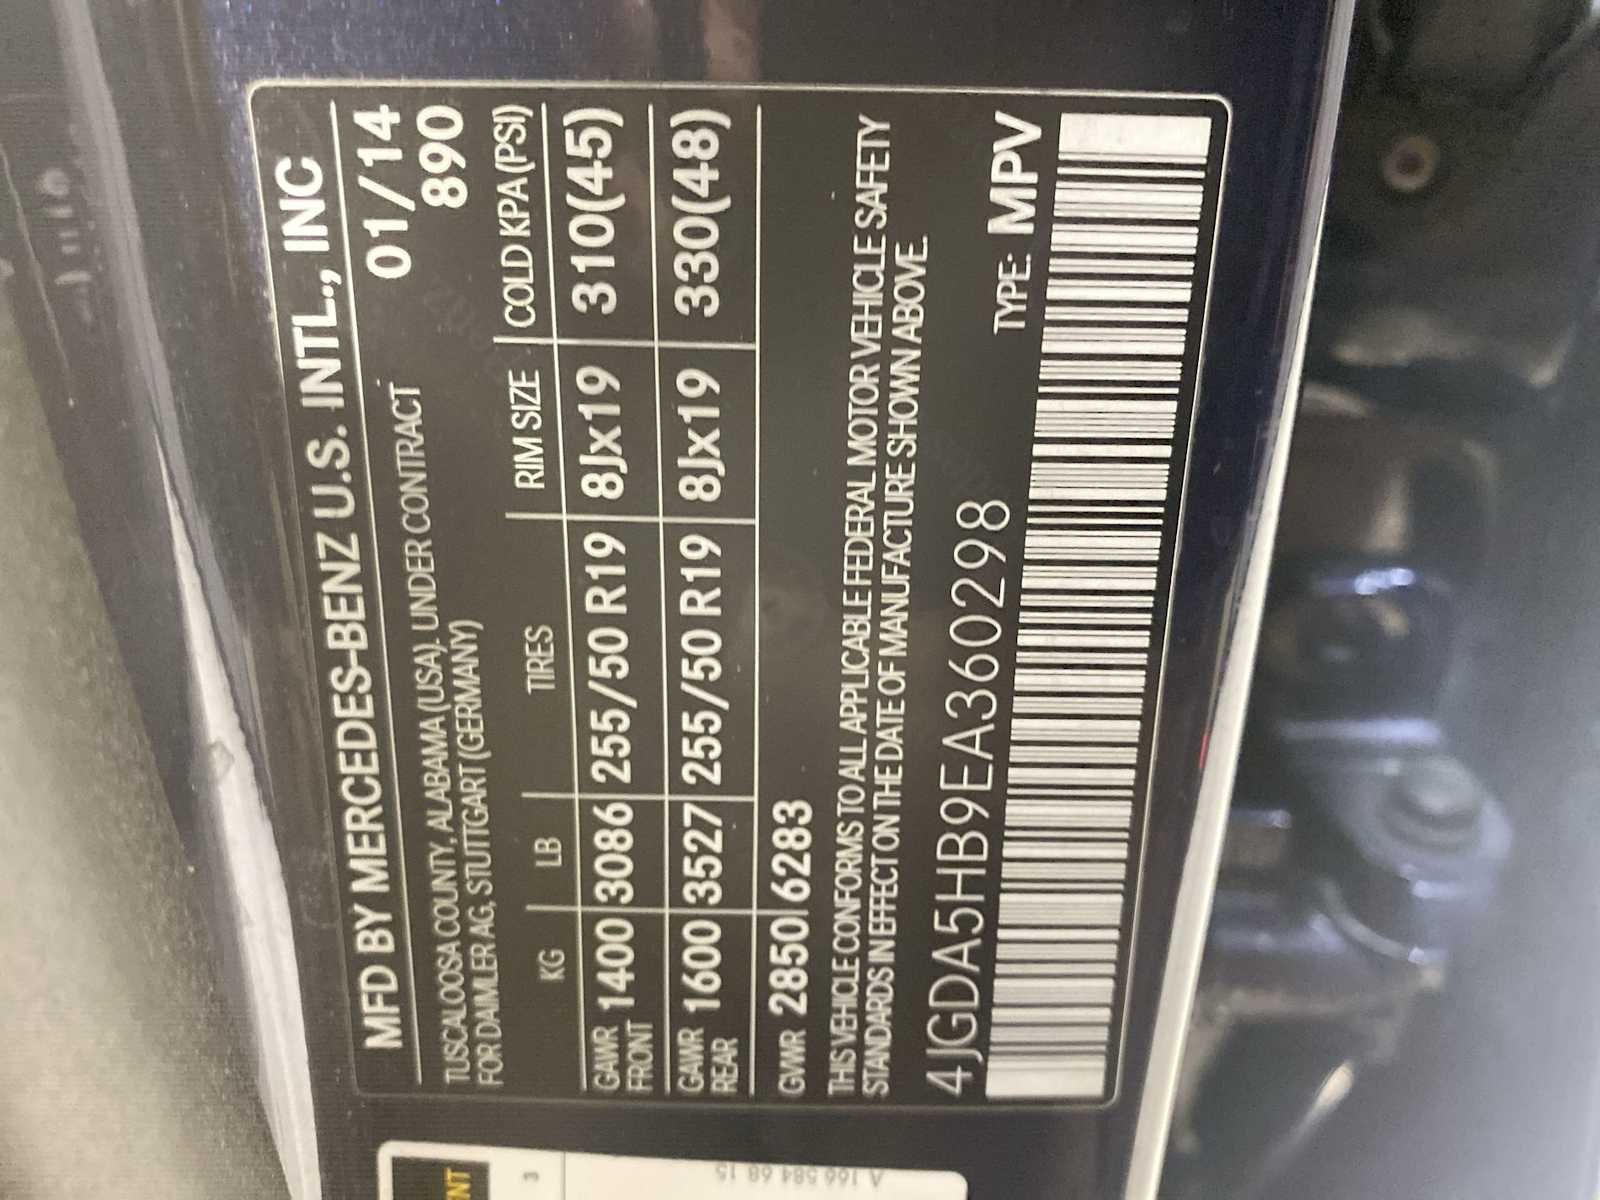 MFD BY MERCEDES-BENZ U.S. INTL., INC
TUSCALOOSA COUNTY, ALABAMA (USA). UNDER CONTRACT 01/14
FOR DAIMLER AG, STUTTGART (GERMANY) 890
KG LB TIRES RIM SIZE COLD KPA (PSI)
GAWR FRONT 1400 3086 255/50 R19 8Jx19 310(45)
GAWR REAR 1600 3527 255/50 R19 8Jx19 330(48)
GVWR 2850 6283
THIS VEHICLE CONFORMS TO ALL APPLICABLE FEDERAL MOTOR VEHICLE SAFETY
STANDARDS IN EFFECT ON THE DATE OF MANUFACTURE SHOWN ABOVE.
4JGDA5HB9EA360298 TYPE: MPV
3
A 166 584 68 15